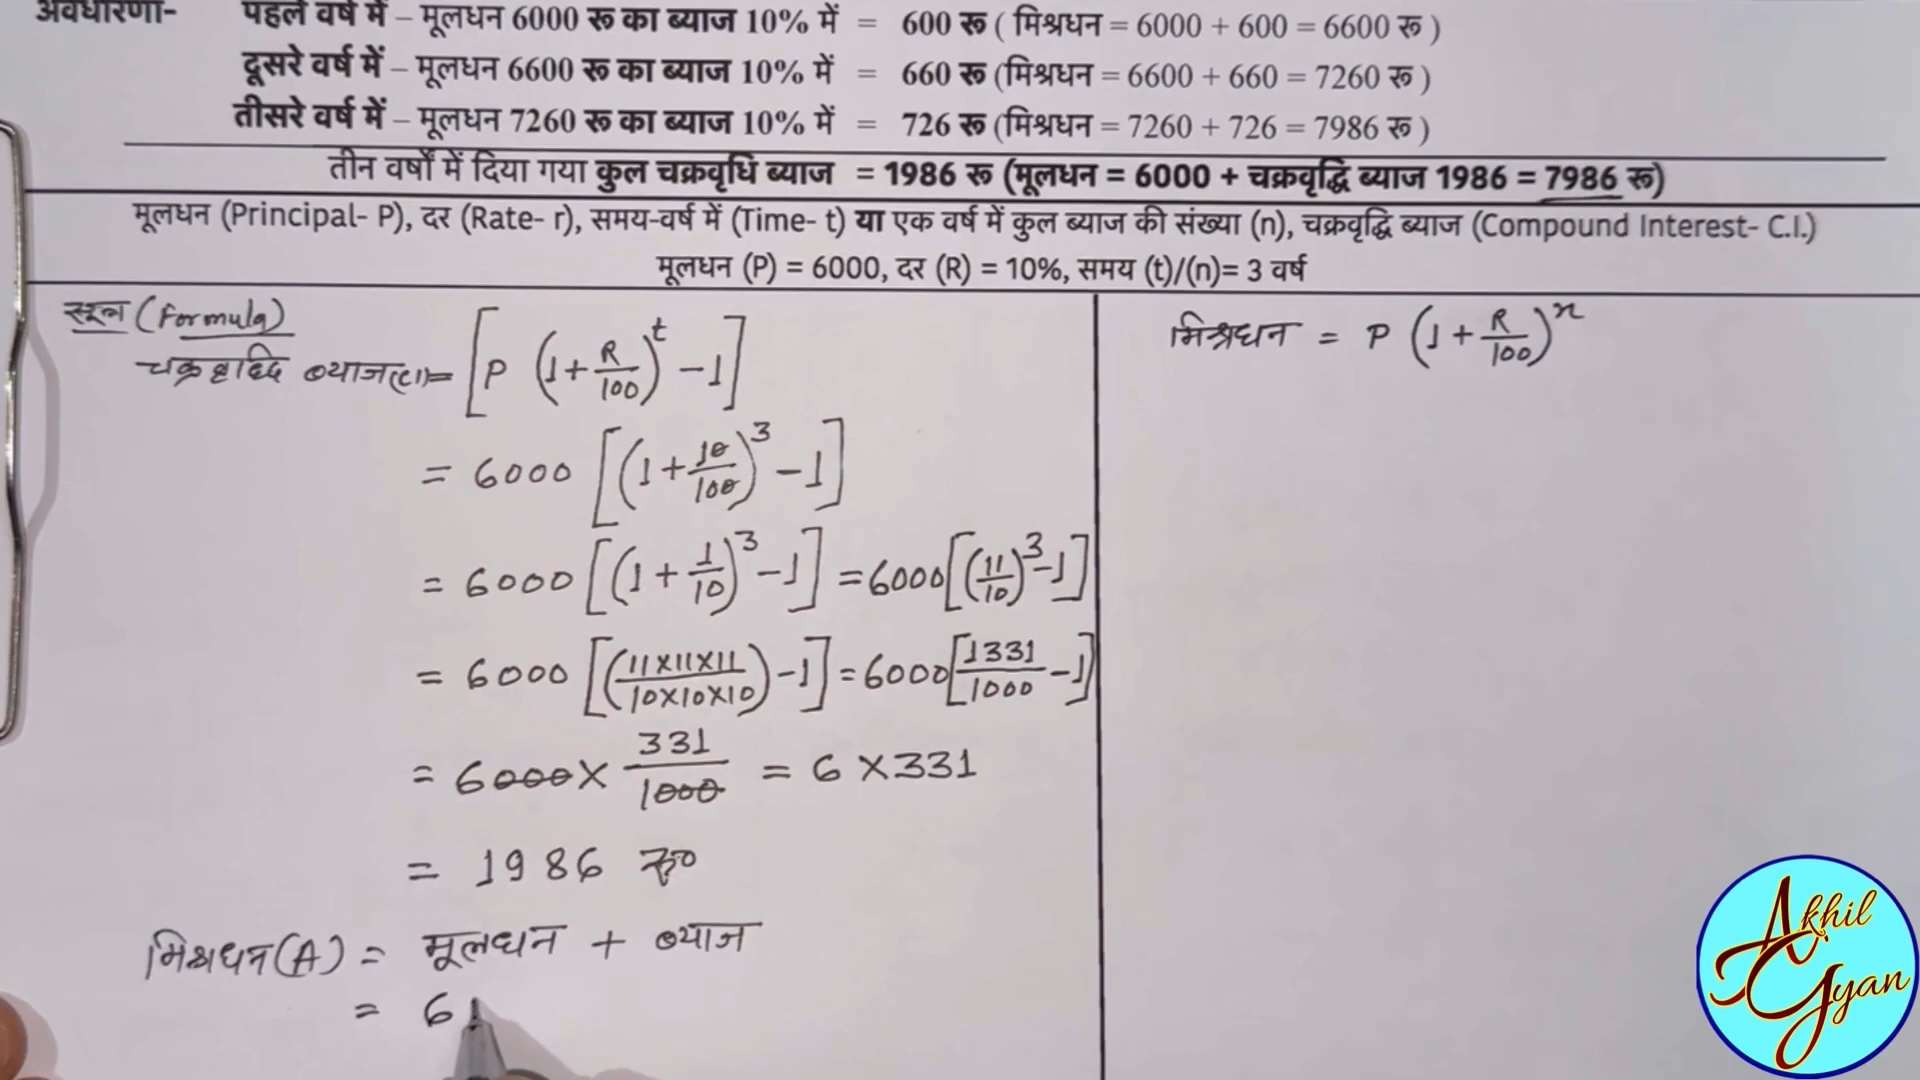 अवधारणा- पहले वर्ष में – मूलधन 6000 रू का ब्याज 10% में = 600 रू ( मिश्रधन = 6000 + 600 = 6600 रू )
दूसरे वर्ष में – मूलधन 6600 रू का ब्याज 10% में = 660 रू (मिश्रधन = 6600 + 660 = 7260 रू )
तीसरे वर्ष में – मूलधन 7260 रू का ब्याज 10% में = 726 रू (मिश्रधन = 7260 + 726 = 7986 रू )
तीन वर्षों में दिया गया कुल चक्रवृधि ब्याज = 1986 रू (मूलधन = 6000 + चक्रवृद्धि ब्याज 1986 = 7986 रू)
मूलधन (Principal- P), दर (Rate- r), समय-वर्ष में (Time- t) या एक वर्ष में कुल ब्याज की संख्या (n), चक्रवृद्धि ब्याज (Compound Interest- C.I.)
मूलधन (P) = 6000, दर (R) = 10%, समय (t)/(n)= 3 वर्ष
सूत्र (Formula)
चक्रवृद्धि ब्याज(CI)= [P (1+R/100)^t -1]
= 6000 [(1+10/100)^3 -1]
= 6000 [(1+1/10)^3 -1] = 6000[(11/10)^3 -1]
= 6000 [(11×11×11/10×10×10) -1] = 6000[1331/1000 -1]
= 6000× 331/1000 = 6×331
= 1986 रू०
मिश्रधन(A) = मूलधन + ब्याज
= 6
मिश्रधन = P (1+R/100)^n
Akhil
Gyan